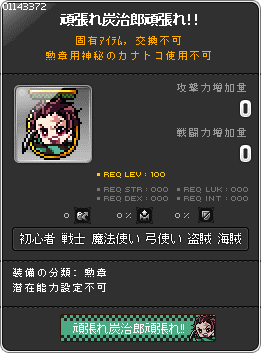 01143372
頑張れ炭治郎頑張れ!!
固有ｱｲﾃﾑ, 交換不可
勲章用神秘のカナトコ使用不可
攻撃力増加量
0
戦闘力増加量
0
REQ LEV : 100
REQ STR : 000 REQ LUK : 000
REQ DEX : 000 REQ INT : 000
0 0 0
初心者 戦士 魔法使い 弓使い 盗賊 海賊
装備の分類: 勲章
潜在能力設定不可
頑張れ炭治郎頑張れ!!